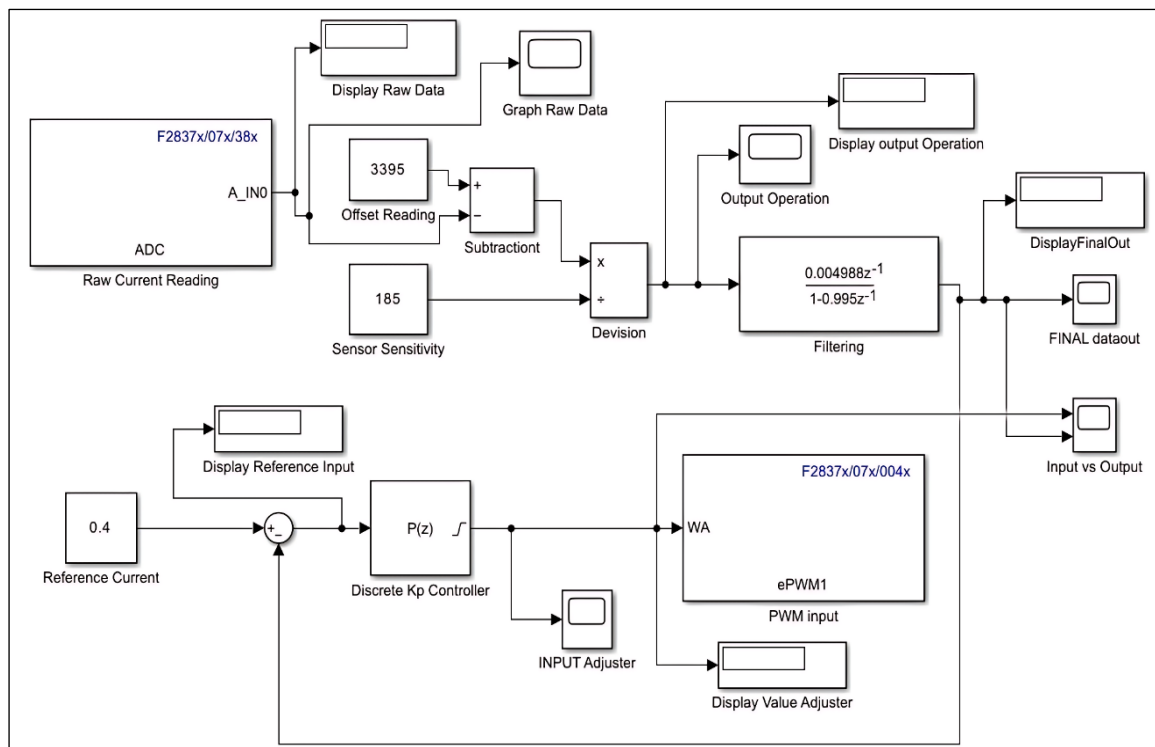 Display Raw Data
Graph Raw Data
F2837x/07x/38x
A_IN0
ADC
Raw Current Reading
3395
Offset Reading
+
−
Subtractiont
185
Sensor Sensitivity
x
÷
Devision
Display output Operation
Output Operation
0.004988z⁻¹
1-0.995z⁻¹
Filtering
DisplayFinalOut
FINAL dataout
Input vs Output
Display Reference Input
0.4
Reference Current
+
−
P(z)
Discrete Kp Controller
INPUT Adjuster
F2837x/07x/004x
WA
ePWM1
PWM input
Display Value Adjuster